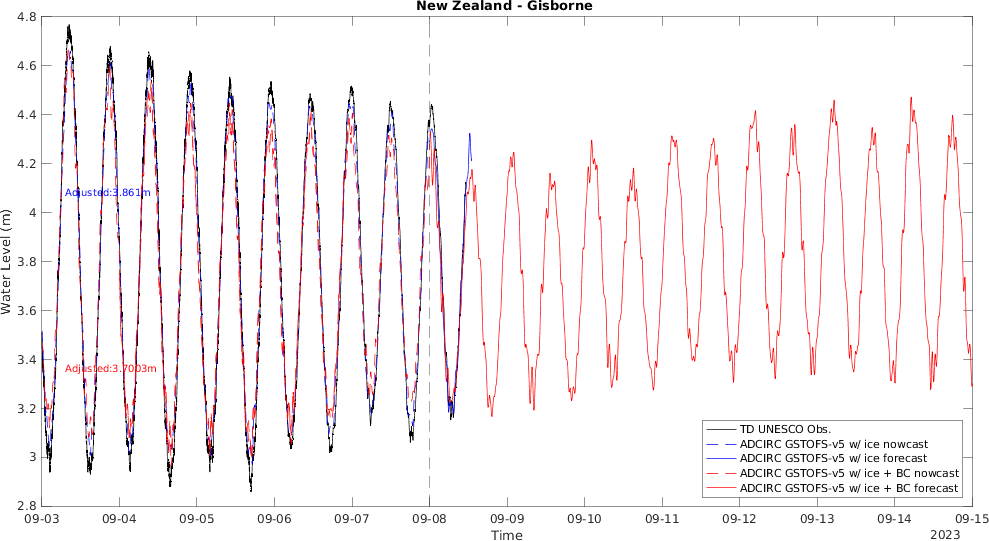 New Zealand - Gisborne
4.8
4.6
4.4
4.2
4
3.8
3.6
3.4
3.2
3
2.8
Water Level (m)
Adjusted:3.861m
Adjusted:3.7003m
TD UNESCO Obs.
ADCIRC GSTOFS-v5 w/ ice nowcast
ADCIRC GSTOFS-v5 w/ ice forecast
ADCIRC GSTOFS-v5 w/ ice + BC nowcast
ADCIRC GSTOFS-v5 w/ ice + BC forecast
09-03 09-04 09-05 09-06 09-07 09-08 09-09 09-10 09-11 09-12 09-13 09-14 09-15
Time
2023